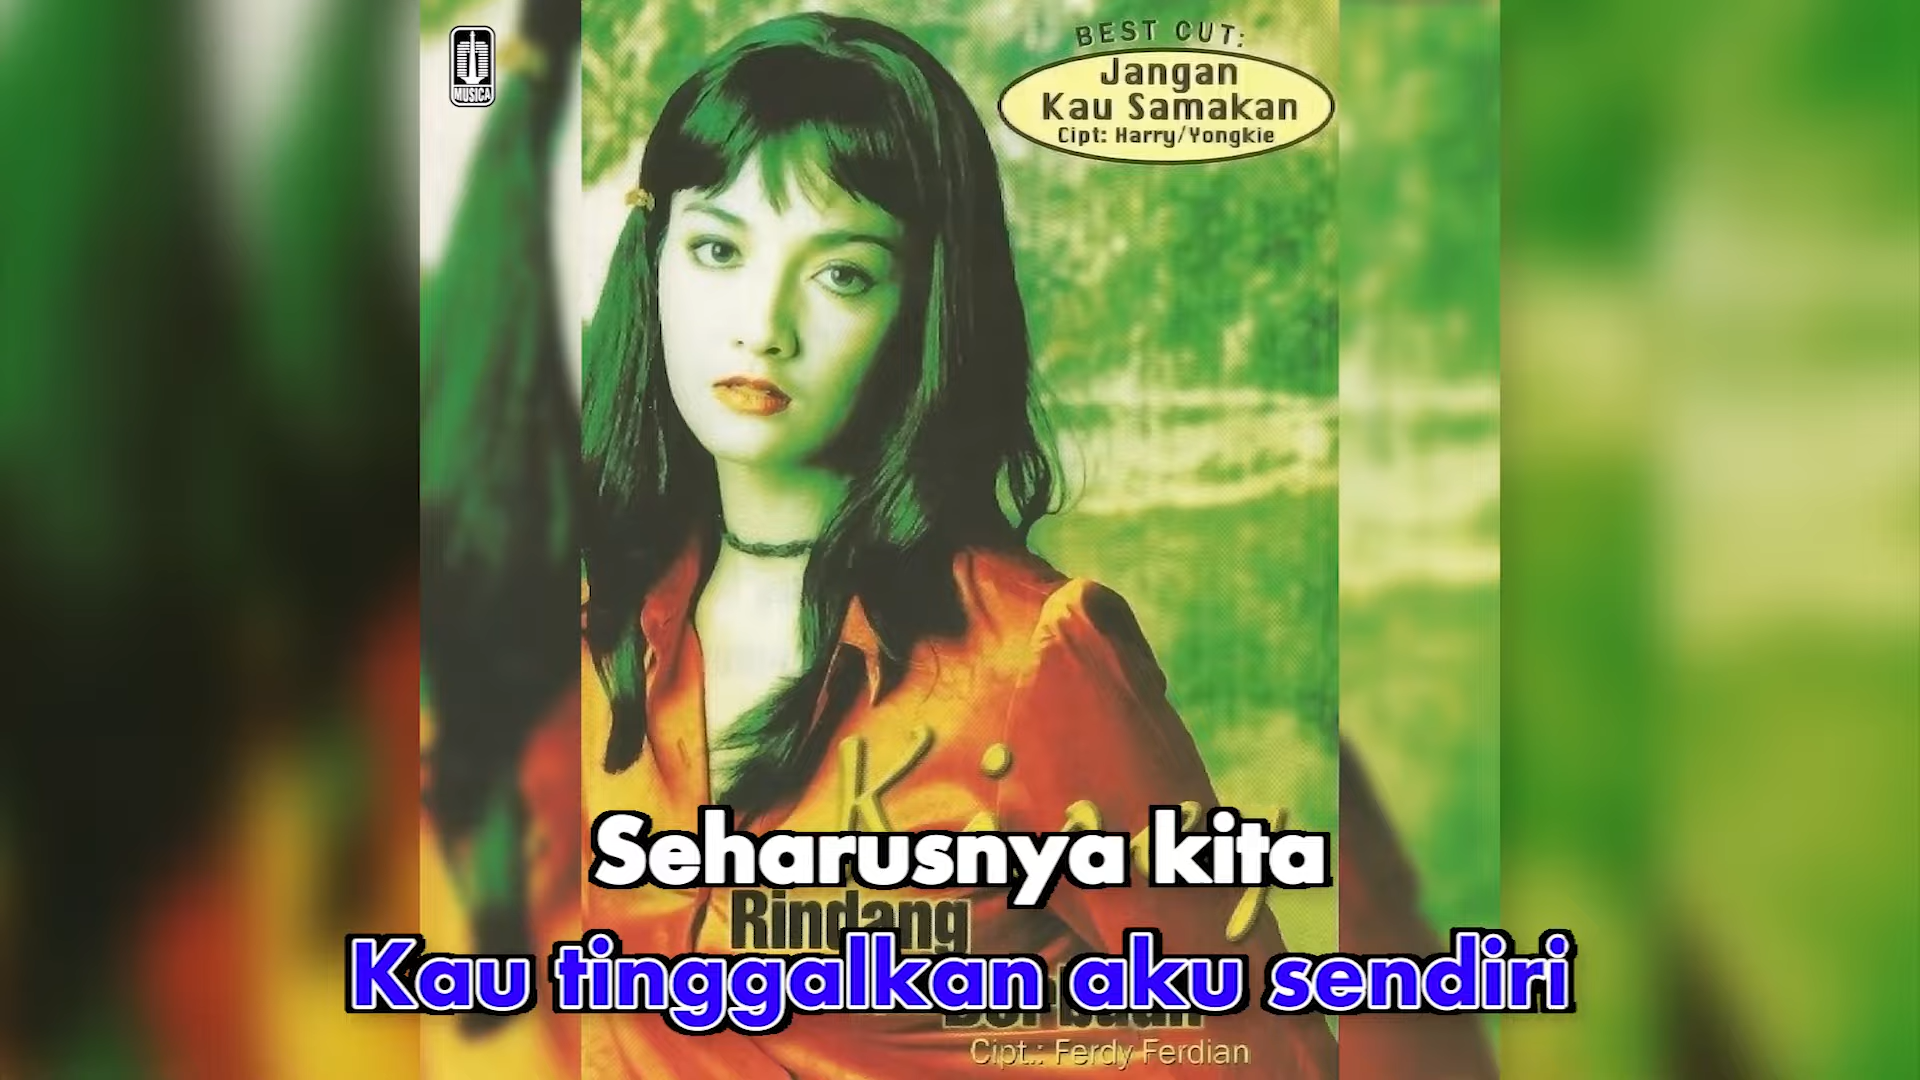 MUSICA
BEST CUT:
Jangan
Kau Samakan
Cipt: Harry/Yongkie
Seharusnya kita
Rindang
Kau tinggalkan aku sendiri
Cipt.: Ferdy Ferdian